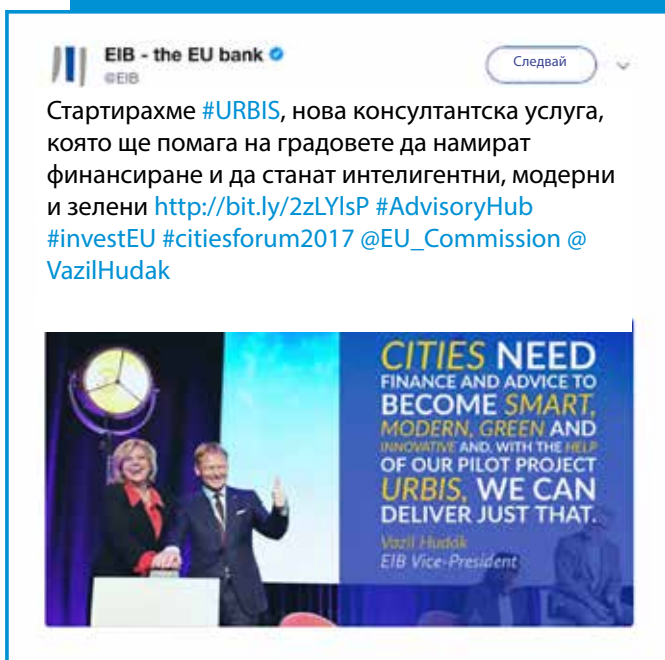 EIB - the EU bank
@EIB
Следвай
Стартирахме #URBIS, нова консултантска услуга,
която ще помага на градовете да намират
финансиране и да станат интелигентни, модерни
и зелени http://bit.ly/2zLYlsP #AdvisoryHub
#investEU #citiesforum2017 @EU_Commission @
VazilHudak
CITIES NEED
FINANCE AND ADVICE TO
BECOME SMART,
MODERN, GREEN AND
INNOVATIVE AND, WITH THE HELP
OF OUR PILOT PROJECT
URBIS, WE CAN
DELIVER JUST THAT.
Vazil Hudák
EIB Vice-President